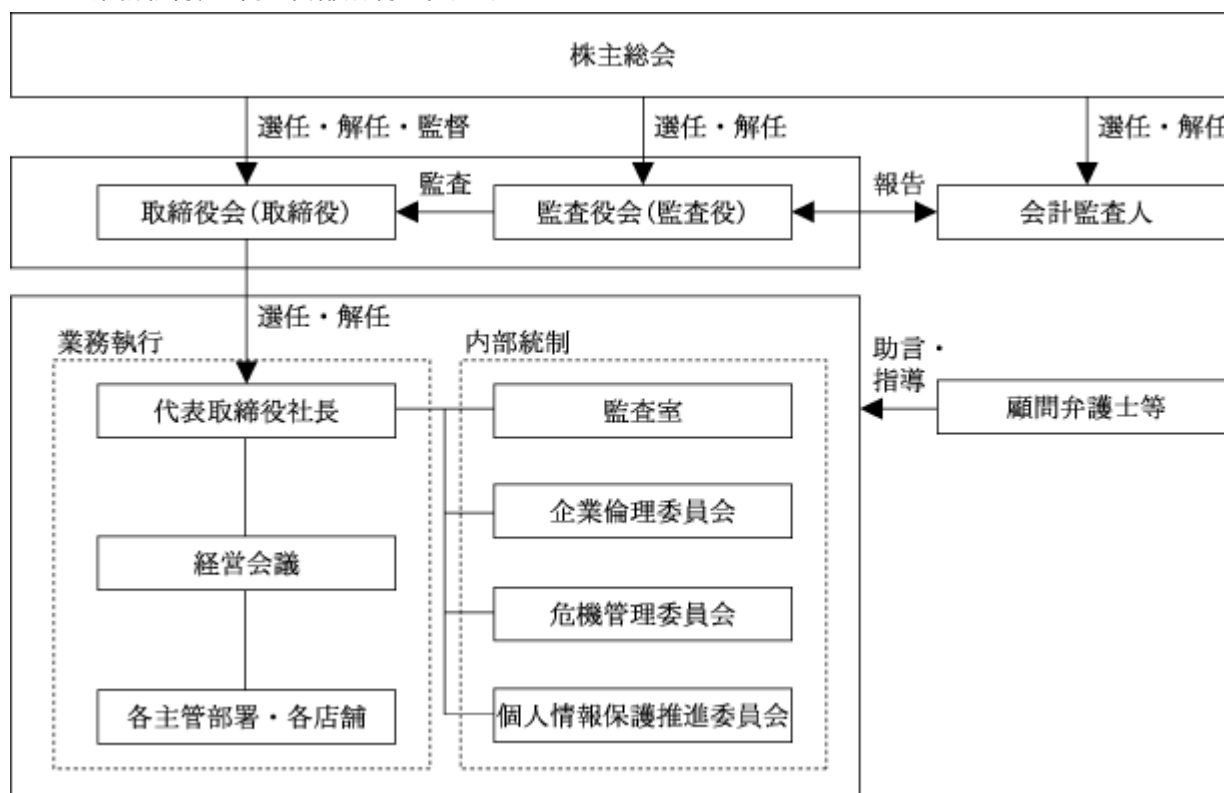 株主総会
選任・解任・監督
選任・解任
選任・解任
取締役会(取締役)
監査
監査役会(監査役)
報告
会計監査人
選任・解任
業務執行
内部統制
助言・
指導
代表取締役社長
監査室
顧問弁護士等
企業倫理委員会
経営会議
危機管理委員会
各主管部署・各店舗
個人情報保護推進委員会